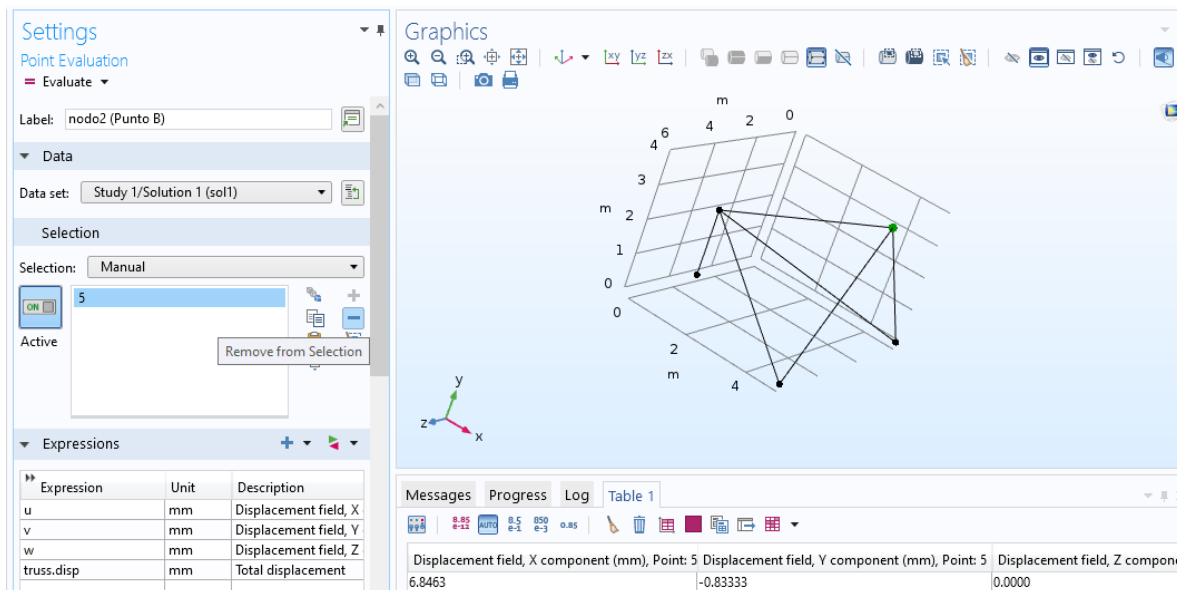 Settings
Point Evaluation
= Evaluate
Label: nodo2 (Punto B)
Data
Data set: Study 1/Solution 1 (sol1)
Selection
Selection: Manual
ON
Active
5
Remove from Selection
Expressions
Expression Unit Description
u mm Displacement field, X
v mm Displacement field, Y
w mm Displacement field, Z
truss.disp mm Total displacement
Graphics
xy yz zx
m
6 4 2 0
4
3
m 2
1
0
0
2
m
4
y
z
x
Messages Progress Log Table 1
8.85 e-12 AUTO 8.5 e-1 850 e-3 0.85
Displacement field, X component (mm), Point: 5 Displacement field, Y component (mm), Point: 5 Displacement field, Z compone
6.8463 -0.83333 0.0000